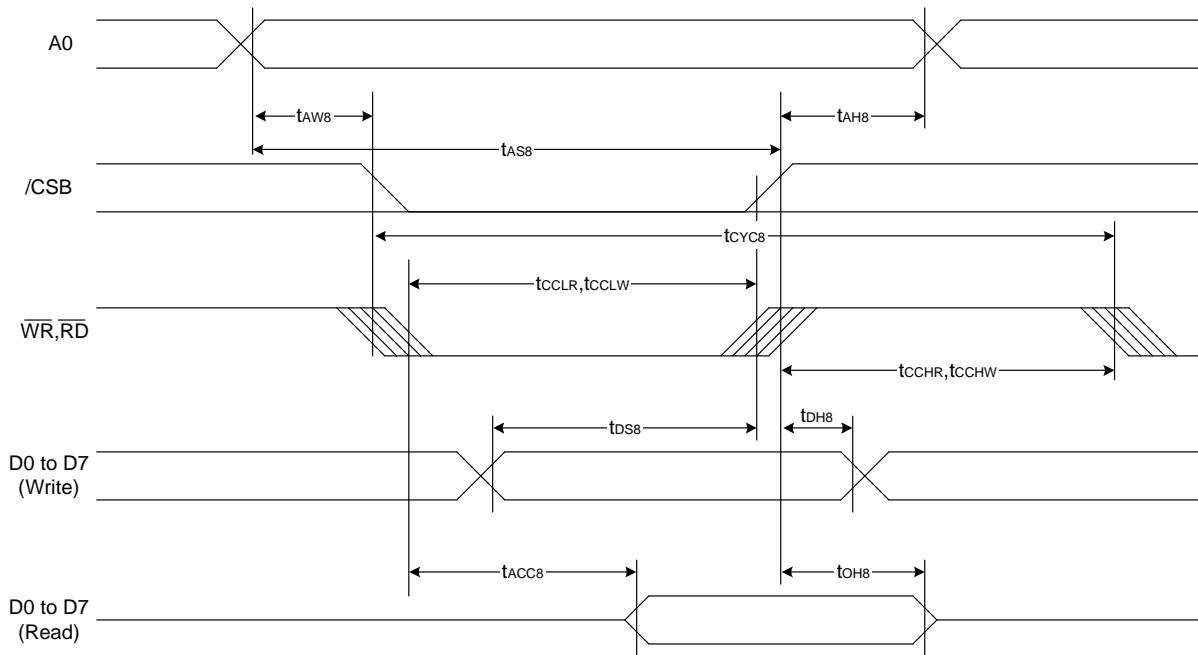 A0
tAW8
tAH8
tAS8
/CSB
tCYC8
tCCLR,tCCLW
WR,RD
tCCHR,tCCHW
tDH8
tDS8
D0 to D7
(Write)
tACC8
tOH8
D0 to D7
(Read)